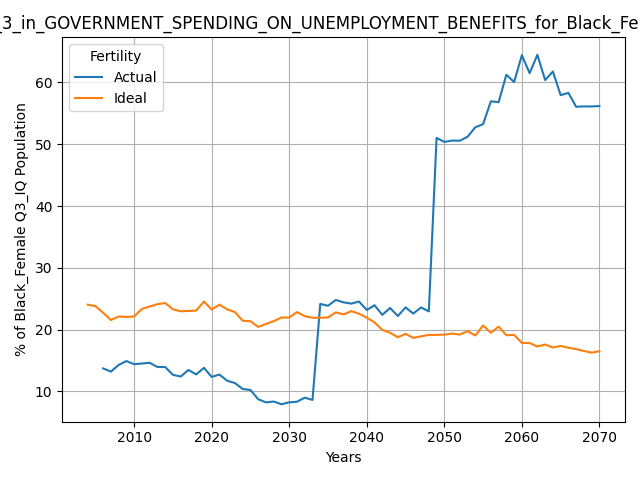 _3_in_GOVERNMENT_SPENDING_ON_UNEMPLOYMENT_BENEFITS_for_Black_Fe
Fertility
Actual
Ideal
% of Black_Female Q3_IQ Population
60
50
40
30
20
10
2010 2020 2030 2040 2050 2060 2070
Years